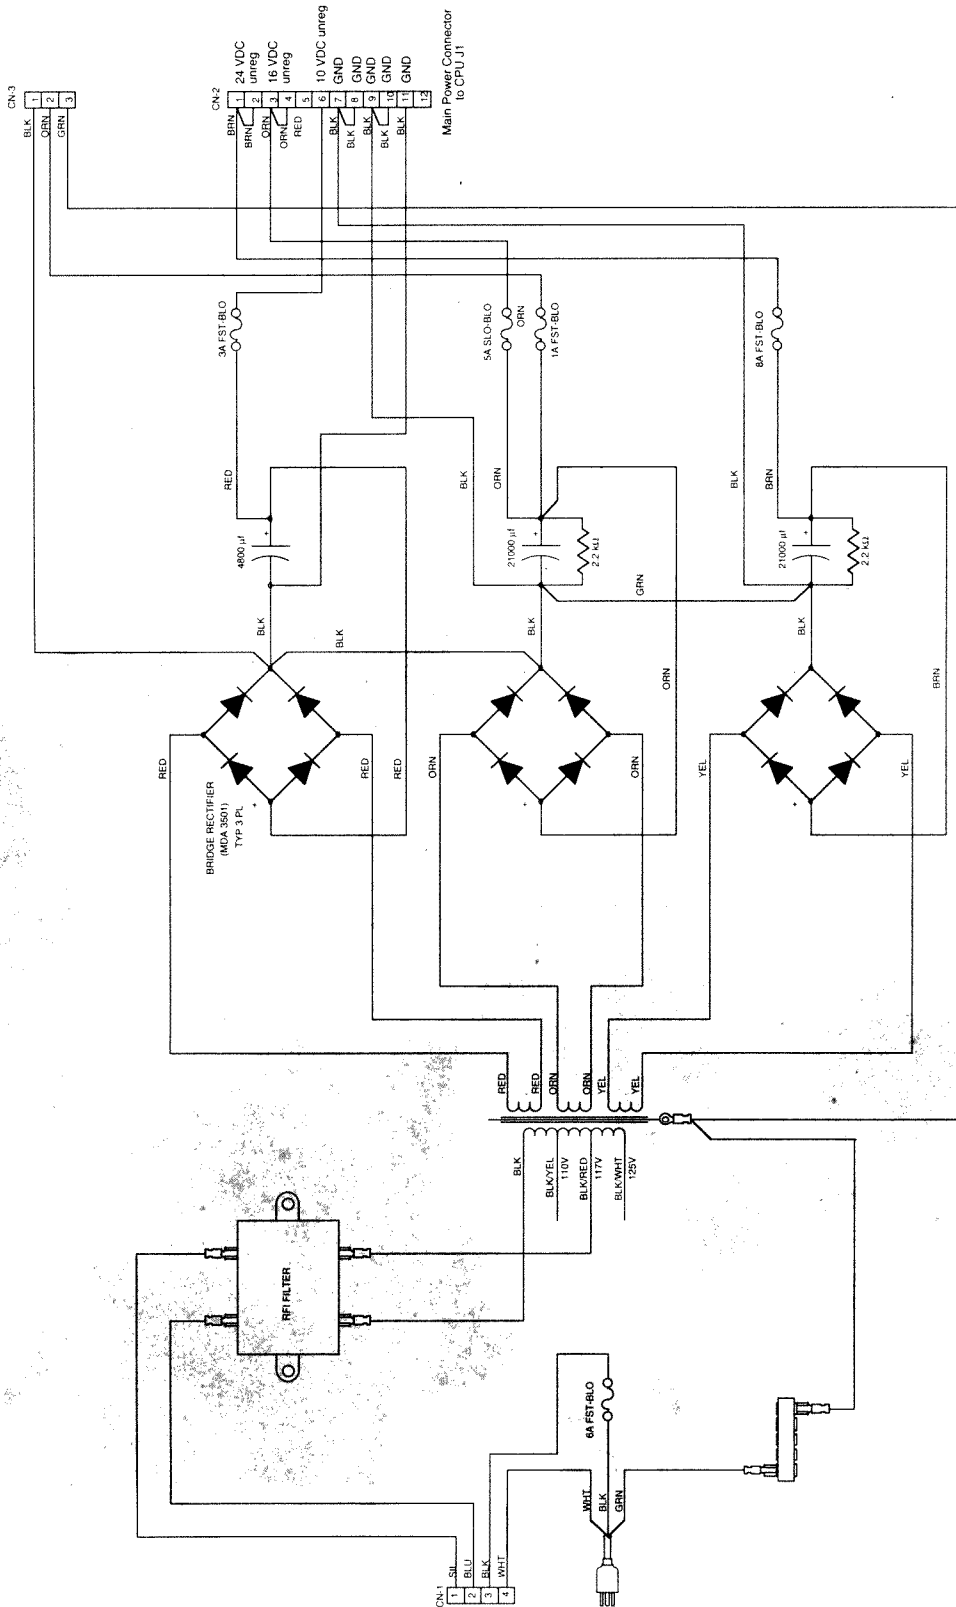 CN-3
1
2
3
BLK
ORN
GRN
CN-2
1
2
3
4
5
6
7
8
9
10
11
12
24 VDC
unreg
16 VDC
unreg
10 VDC unreg
GND
GND
GND
GND
GND
Main Power Connector
to CPU J1
BRN
BRN
ORN
ORN
RED
BLK
BLK
BLK
BLK
BLK
3A FST-BLO
5A SLO-BLO
ORN
1A FST-BLO
8A FST-BLO
RED
BLK
ORN
BLK
BRN
4800 µf
+
21000 µf
+
2.2 kΩ
21000 µf
+
2.2 kΩ
GRN
BLK
BLK
BLK
BLK
ORN
BRN
RED
RED
RED
ORN
ORN
YEL
YEL
+
+
+
BRIDGE RECTIFIER
(MDA 3501)
TYP 3 PL
RED
RED
ORN
ORN
YEL
YEL
BLK
BLK/YEL
110V
BLK/RED
117V
BLK/WHT
125V
RFI FILTER
6A FST-BLO
WHT
BLK
GRN
CN-1
1
2
3
4
SIL
BLU
BLK
WHT